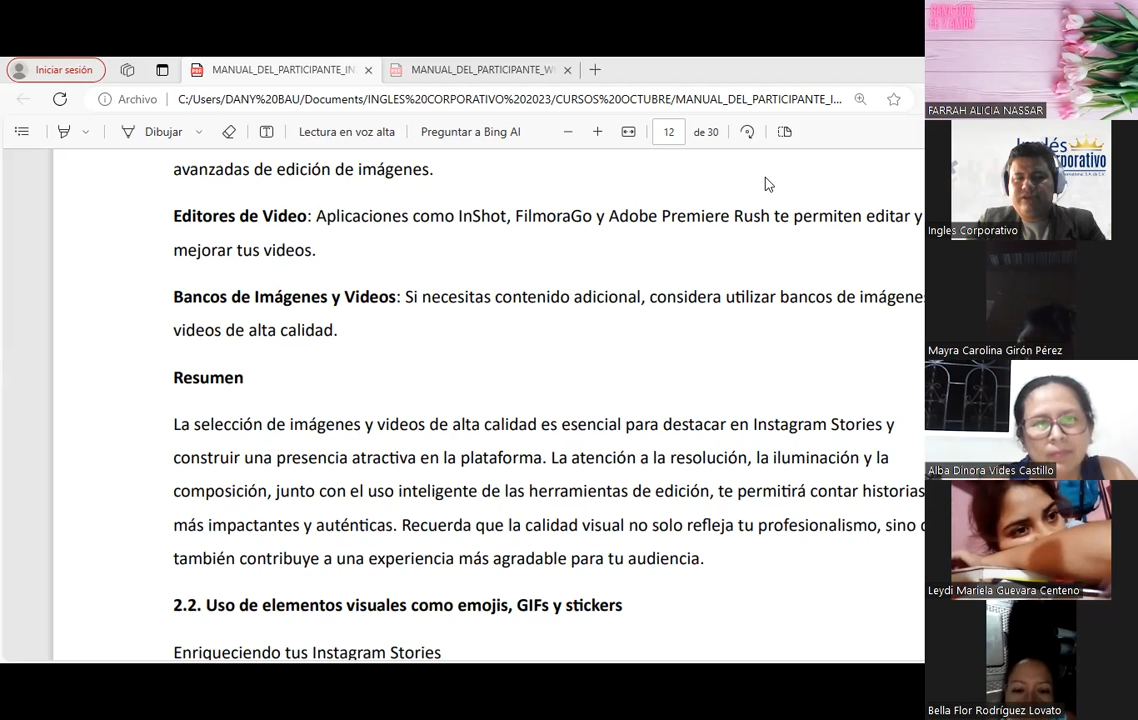 Iniciar sesión
MANUAL_DEL_PARTICIPANTE_IN
MANUAL_DEL_PARTICIPANTE_W
Archivo
C:/Users/DANY%20BAU/Documents/INGLES%20CORPORATIVO%202023/CURSOS%20OCTUBRE/MANUAL_DEL_PARTICIPANTE_I...
Dibujar
Lectura en voz alta
Preguntar a Bing AI
12
de 30
avanzadas de edición de imágenes.
Editores de Video: Aplicaciones como InShot, FilmoraGo y Adobe Premiere Rush te permiten editar y
mejorar tus videos.
Bancos de Imágenes y Videos: Si necesitas contenido adicional, considera utilizar bancos de imágene
videos de alta calidad.
Resumen
La selección de imágenes y videos de alta calidad es esencial para destacar en Instagram Stories y
construir una presencia atractiva en la plataforma. La atención a la resolución, la iluminación y la
composición, junto con el uso inteligente de las herramientas de edición, te permitirá contar historias
más impactantes y auténticas. Recuerda que la calidad visual no solo refleja tu profesionalismo, sino
también contribuye a una experiencia más agradable para tu audiencia.
2.2. Uso de elementos visuales como emojis, GIFs y stickers
Enriqueciendo tus Instagram Stories
FARRAH ALICIA NASSAR
Ingles Corporativo
Mayra Carolina Girón Pérez
Alba Dinora Vides Castillo
Leydi Mariela Guevara Centeno
Bella Flor Rodríguez Lovato